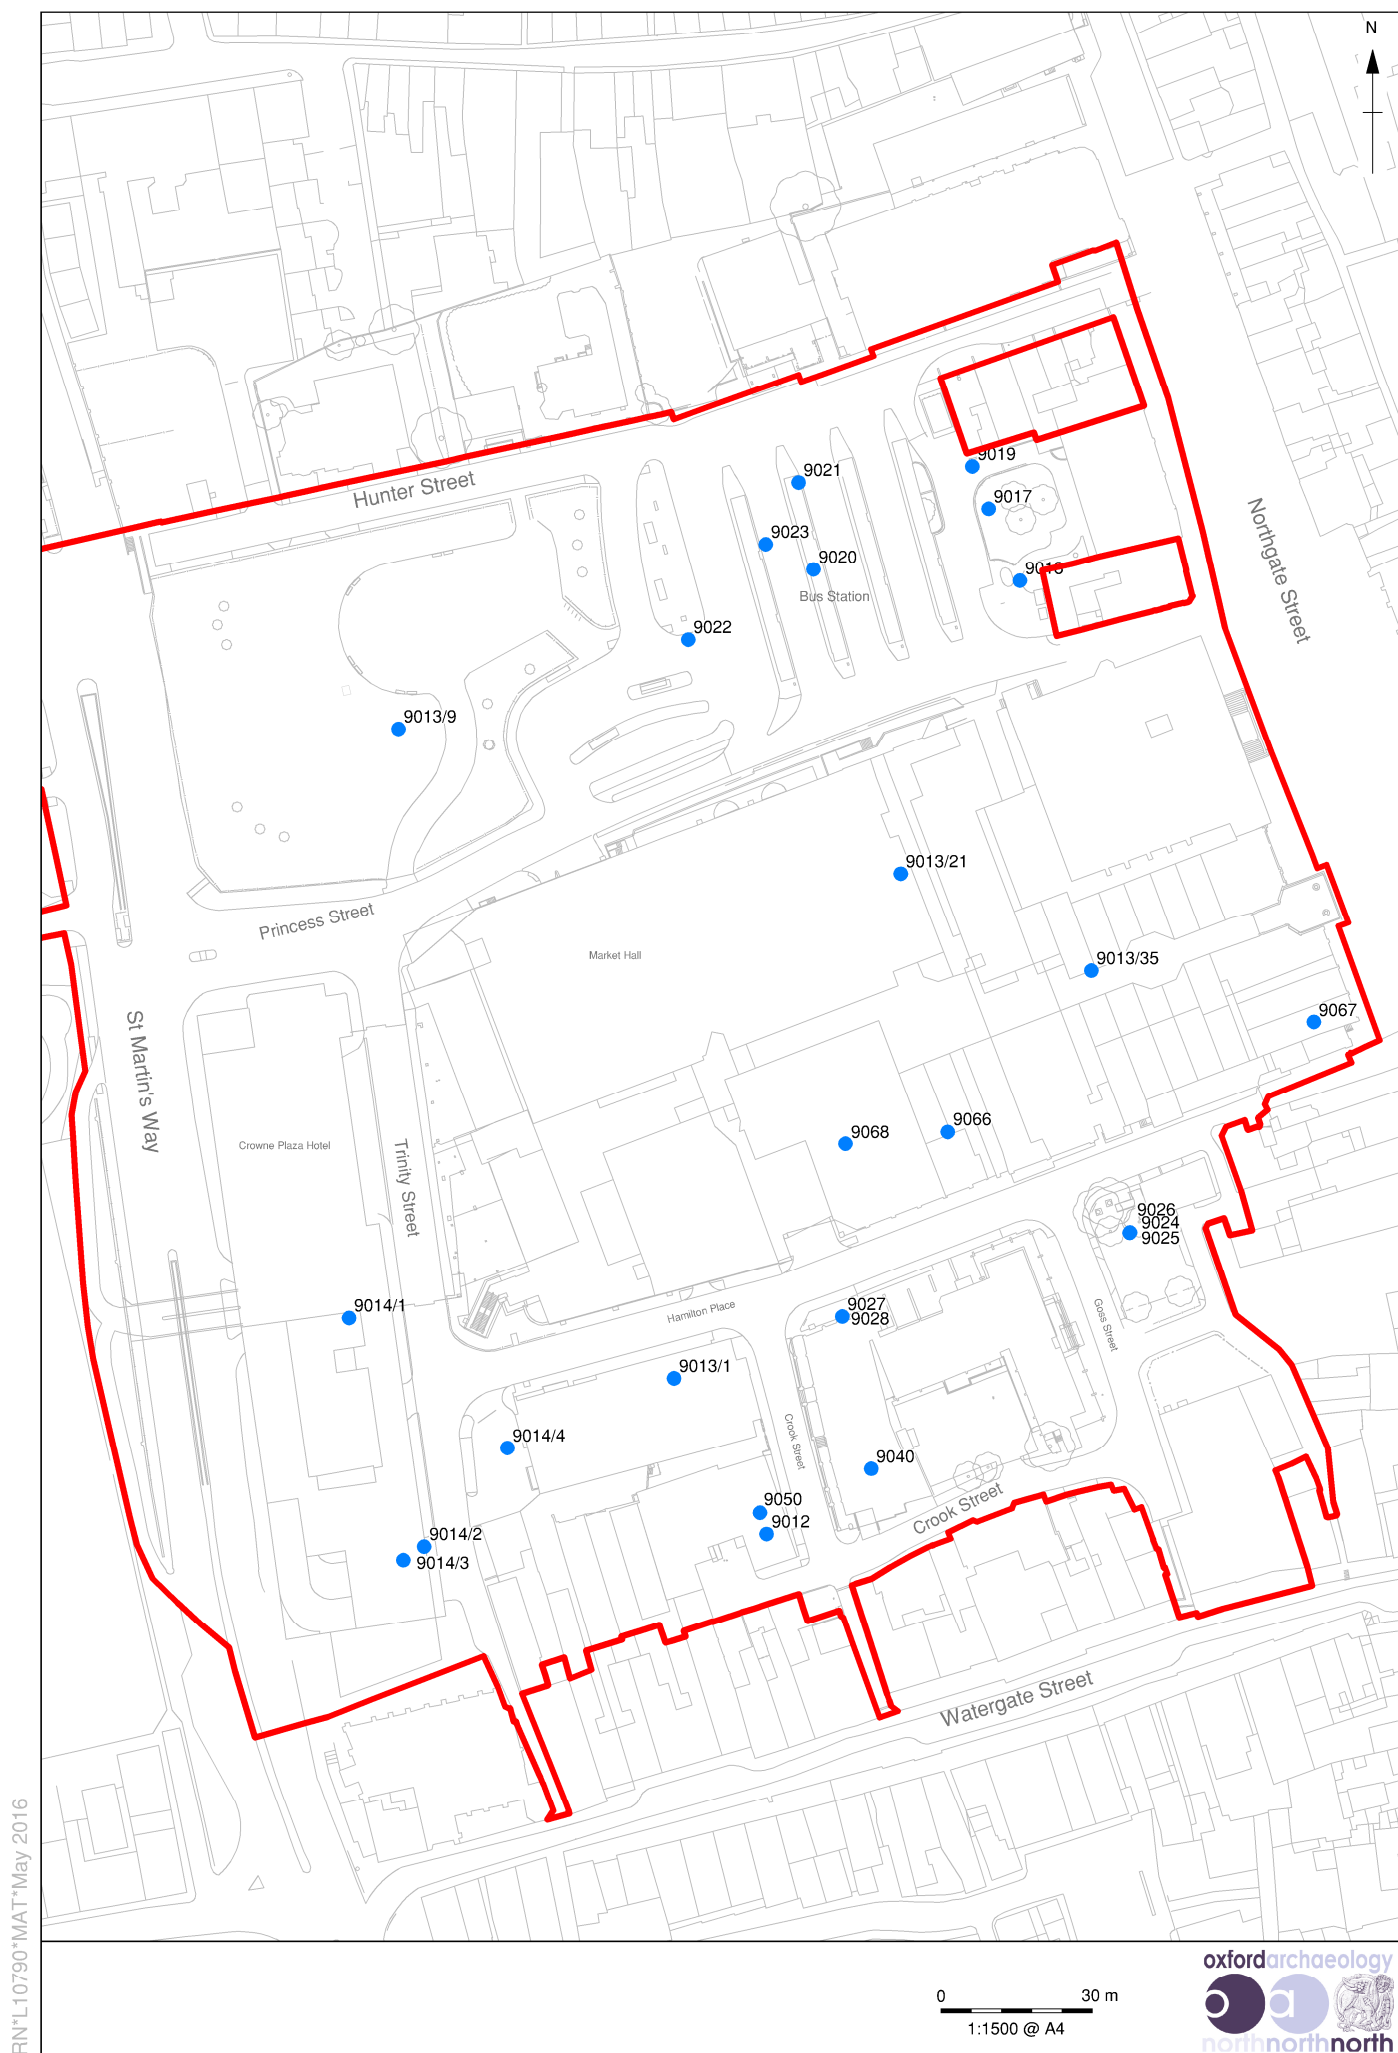 N
Hunter Street
9019
9021
9017
9023
9020
Bus Station
Northgate Street
9022
9013/9
9013/21
Princess Street
Market Hall
9013/35
9067
St Martin's Way
9066
9068
Crowne Plaza Hotel
Trinity Street
9026
9024
9025
9014/1
9027
9028
Hamilton Place
Goss Street
9013/1
9014/4
Crook Street
9040
9050
9012
Crook Street
9014/2
9014/3
Watergate Street
RN*L10790*MAT*May 2016
0 30 m
1:1500 @ A4
oxfordarchaeology
oa
northnorthnorth